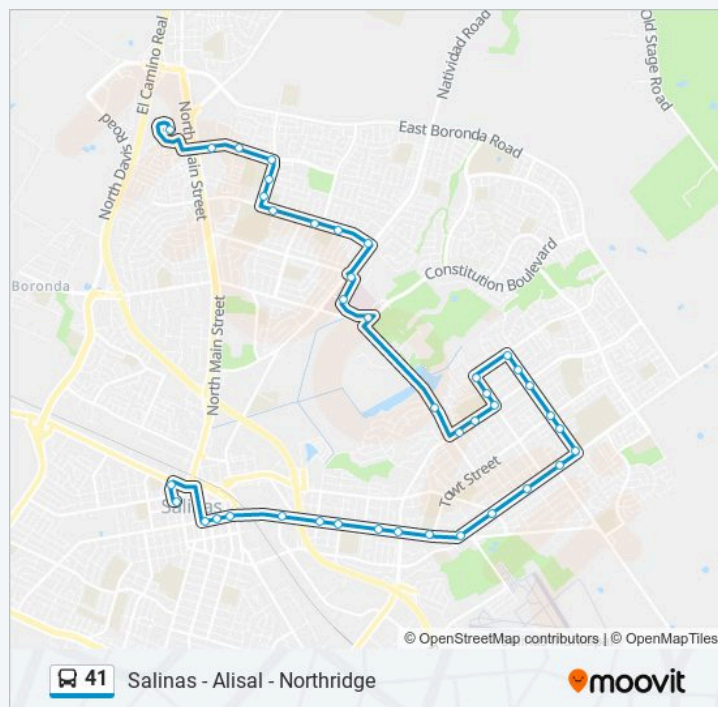 El Camino Real
Natividad Road
Old Stage Road
East Boronda Road
North Main Street
Road
North Davis
Constitution Boulevard
Boronda
North Main Street
Towt Street
Salinas
© OpenStreetMap contributors | © OpenMapTiles
41
Salinas - Alisal - Northridge
moovit